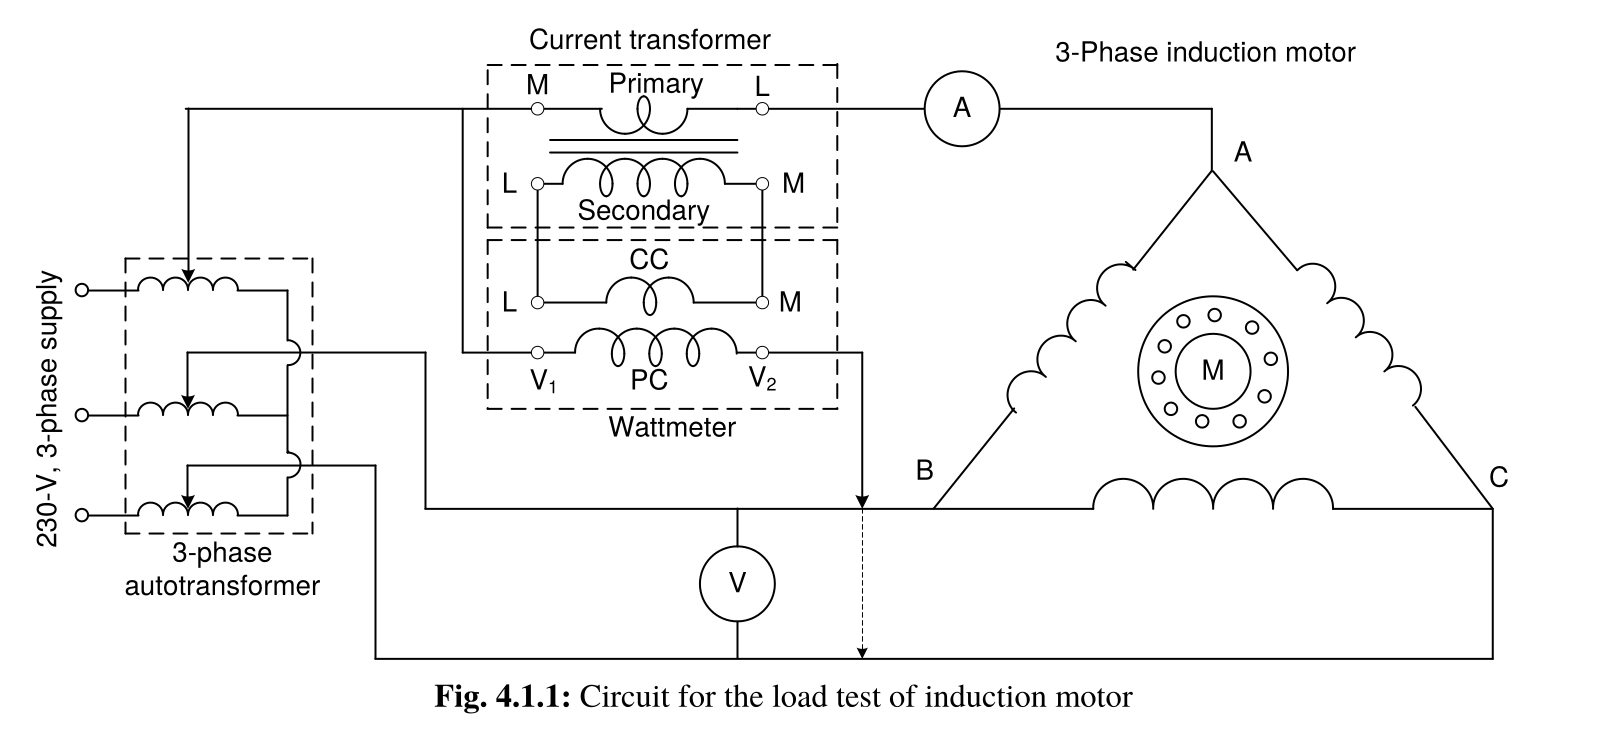 Current transformer
3-Phase induction motor
M
Primary
L
A
A
L
M
Secondary
CC
L
M
V₁
PC
V₂
Wattmeter
M
230-V, 3-phase supply
3-phase
autotransformer
B
C
V
Fig. 4.1.1: Circuit for the load test of induction motor